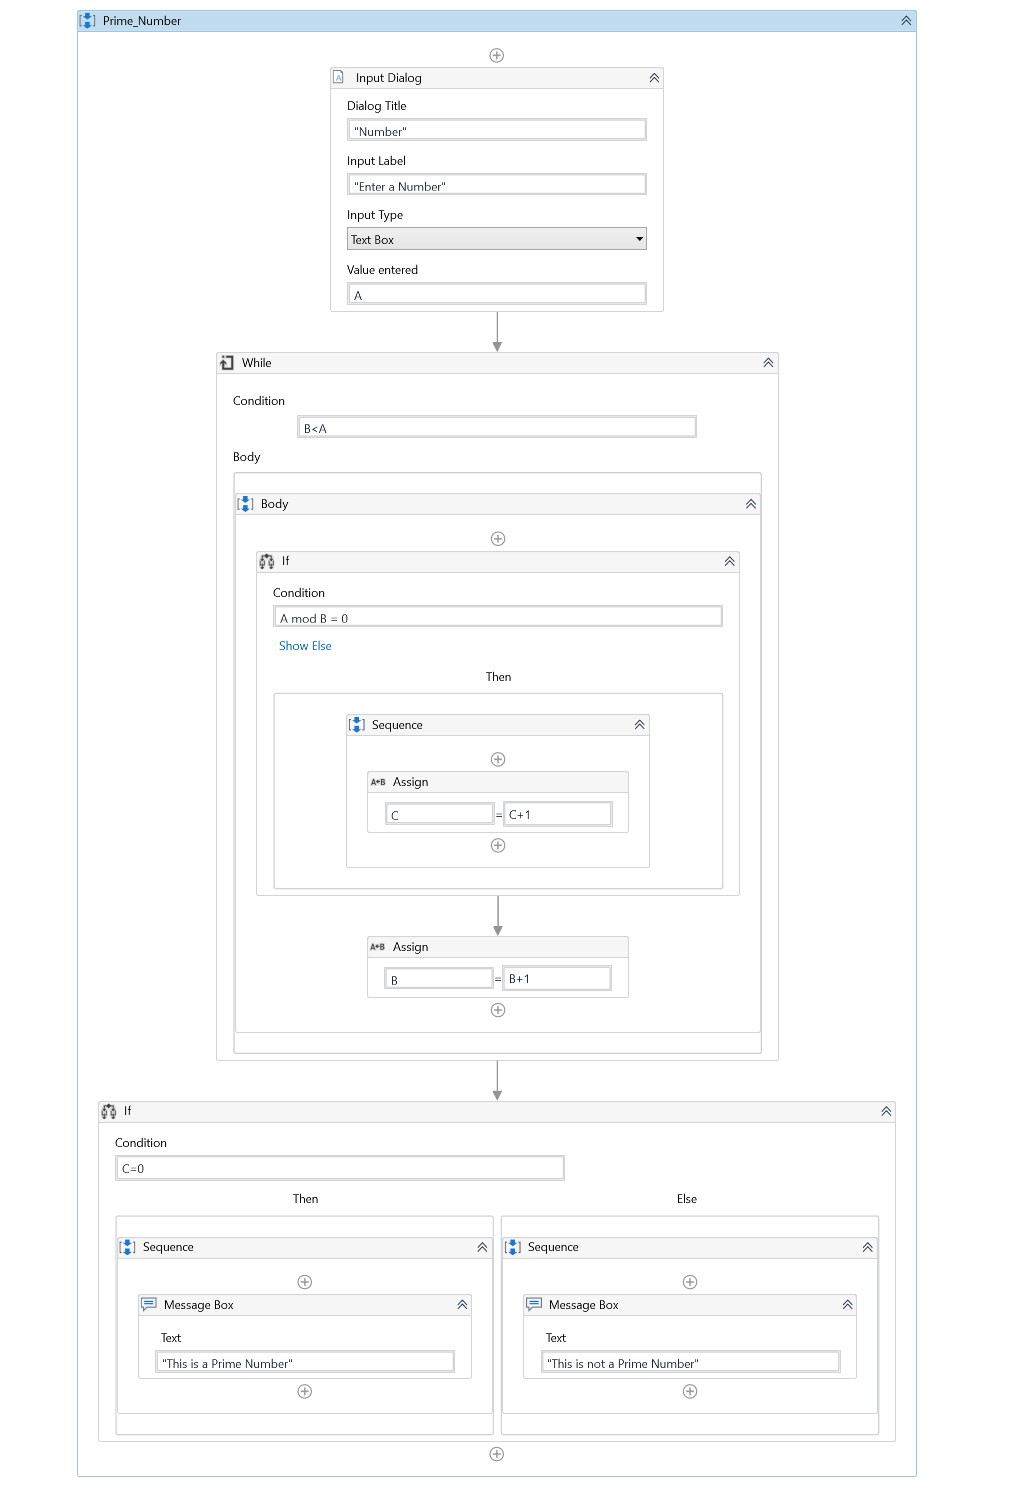 Prime_Number
Input Dialog
Dialog Title
"Number"
Input Label
"Enter a Number"
Input Type
Text Box
Value entered
A
While
Condition
B<A
Body
Body
If
Condition
A mod B = 0
Show Else
Then
Sequence
A+B Assign
C = C+1
A+B Assign
B = B+1
If
Condition
C=0
Then Else
Sequence Sequence
Message Box Message Box
Text Text
"This is a Prime Number" "This is not a Prime Number"